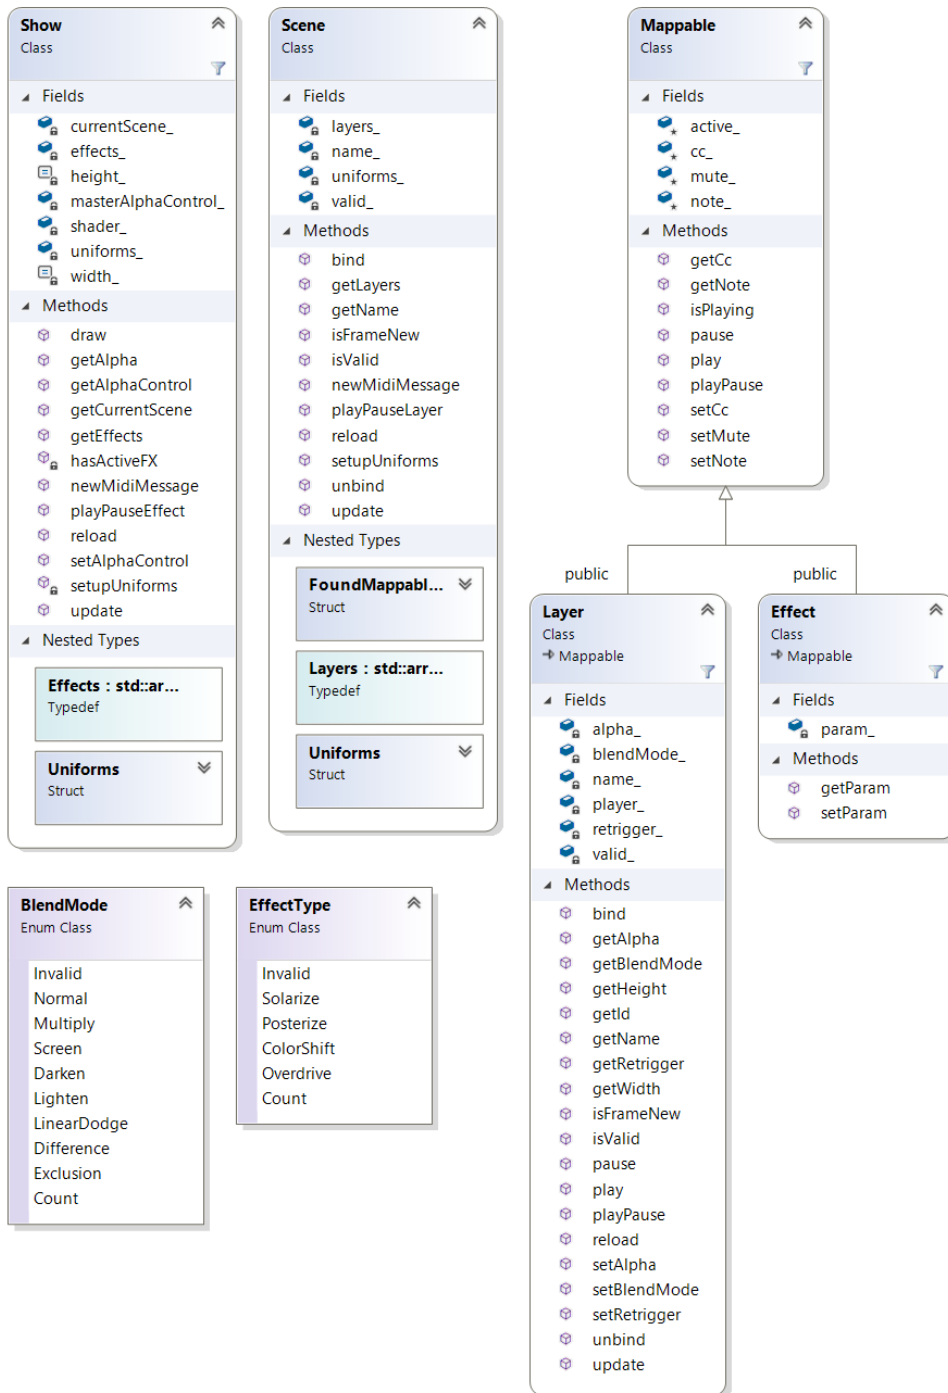 Show
Class
Fields
currentScene_
effects_
height_
masterAlphaControl_
shader_
uniforms_
width_
Methods
draw
getAlpha
getAlphaControl
getCurrentScene
getEffects
hasActiveFX
newMidiMessage
playPauseEffect
reload
setAlphaControl
setupUniforms
update
Nested Types
Effects : std::ar...
Typedef
Uniforms
Struct
Scene
Class
Fields
layers_
name_
uniforms_
valid_
Methods
bind
getLayers
getName
isFrameNew
isValid
newMidiMessage
playPauseLayer
reload
setupUniforms
unbind
update
Nested Types
FoundMappabl...
Struct
Layers : std::arr...
Typedef
Uniforms
Struct
Mappable
Class
Fields
active_
cc_
mute_
note_
Methods
getCc
getNote
isPlaying
pause
play
playPause
setCc
setMute
setNote
public
public
Layer
Class
Mappable
Fields
alpha_
blendMode_
name_
player_
retrigger_
valid_
Methods
bind
getAlpha
getBlendMode
getHeight
getId
getName
getRetrigger
getWidth
isFrameNew
isValid
pause
play
playPause
reload
setAlpha
setBlendMode
setRetrigger
unbind
update
Effect
Class
Mappable
Fields
param_
Methods
getParam
setParam
BlendMode
Enum Class
Invalid
Normal
Multiply
Screen
Darken
Lighten
LinearDodge
Difference
Exclusion
Count
EffectType
Enum Class
Invalid
Solarize
Posterize
ColorShift
Overdrive
Count